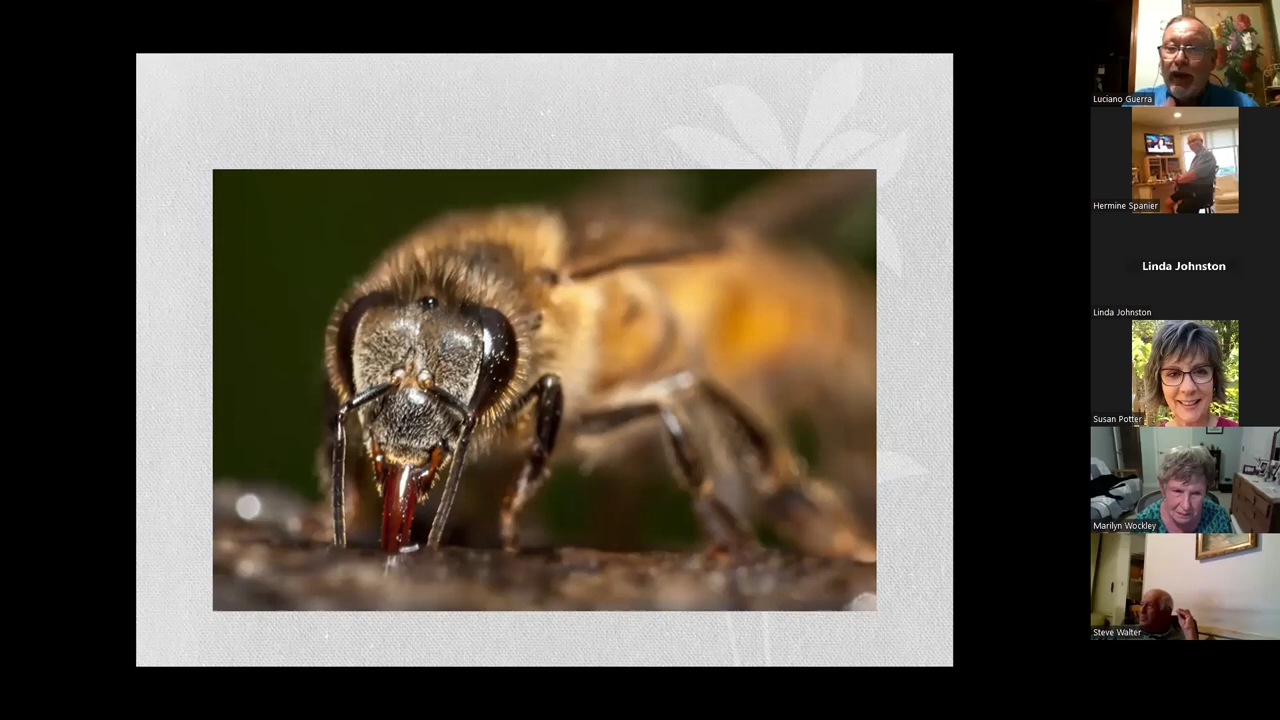 Luciano Guerra
Hermine Spanier
Linda Johnston
Linda Johnston
Susan Potter
Marilyn Wockley
Steve Walter